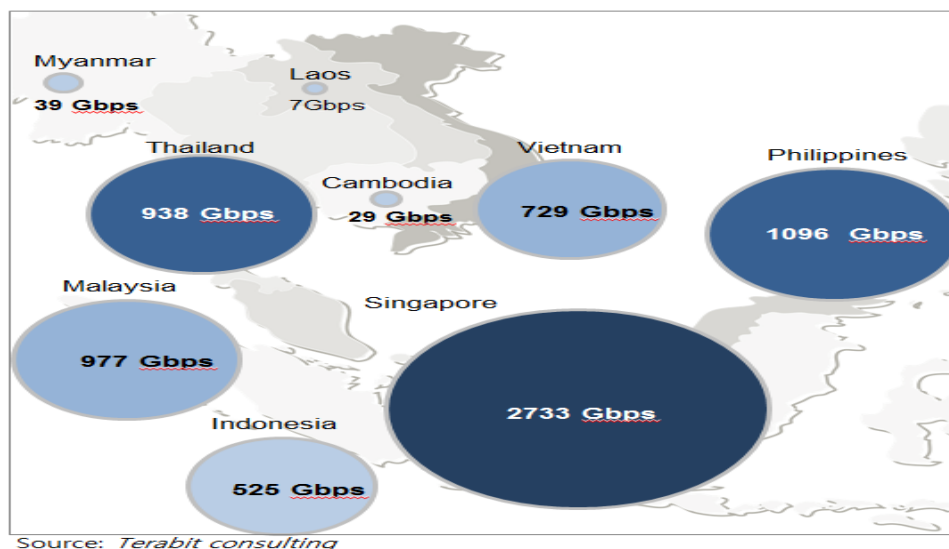 Myanmar
39 Gbps
Laos
7Gbps
Thailand
938 Gbps
Cambodia
29 Gbps
Vietnam
729 Gbps
Philippines
1096 Gbps
Malaysia
977 Gbps
Singapore
2733 Gbps
Indonesia
525 Gbps
Source: Terabit consulting